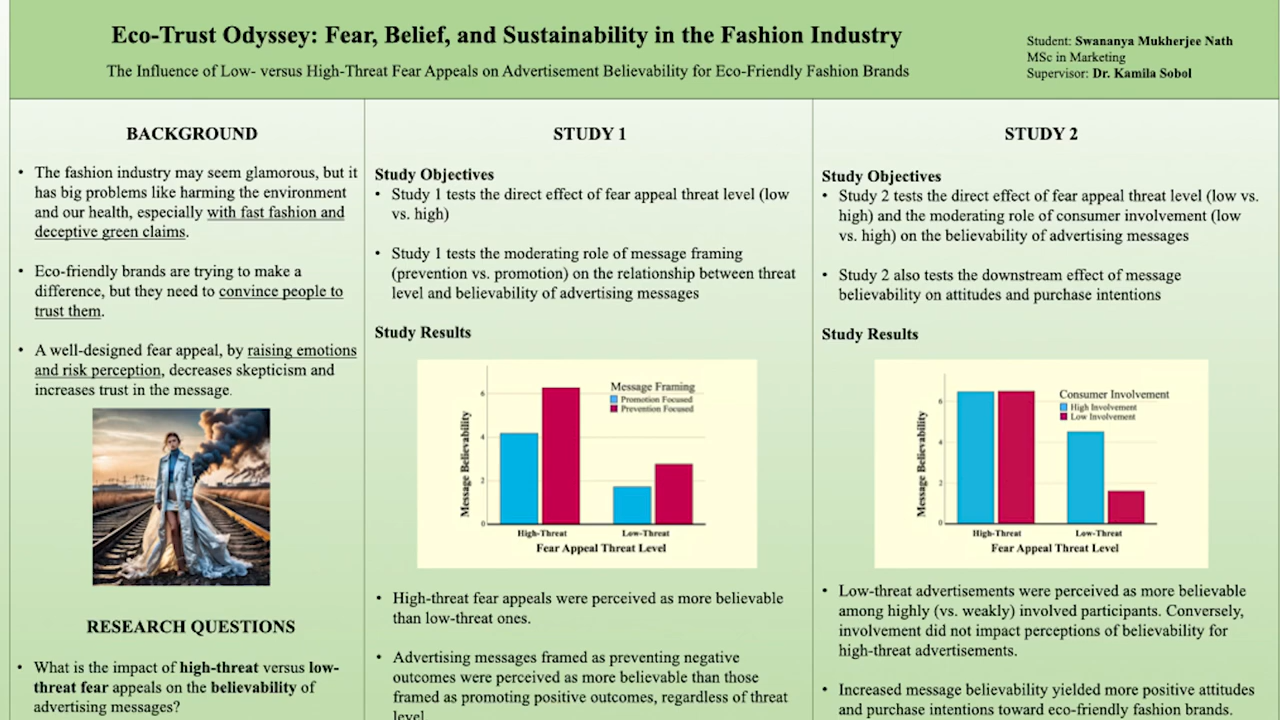 Eco-Trust Odyssey: Fear, Belief, and Sustainability in the Fashion Industry
The Influence of Low- versus High-Threat Fear Appeals on Advertisement Believability for Eco-Friendly Fashion Brands
Student: Swananya Mukherjee Nath
MSc in Marketing
Supervisor: Dr. Kamila Sobol
BACKGROUND
• The fashion industry may seem glamorous, but it
has big problems like harming the environment
and our health, especially with fast fashion and
deceptive green claims.
• Eco-friendly brands are trying to make a
difference, but they need to convince people to
trust them.
• A well-designed fear appeal, by raising emotions
and risk perception, decreases skepticism and
increases trust in the message.
RESEARCH QUESTIONS
• What is the impact of high-threat versus low-
threat fear appeals on the believability of
advertising messages?
STUDY 1
Study Objectives
• Study 1 tests the direct effect of fear appeal threat level (low
vs. high)
• Study 1 tests the moderating role of message framing
(prevention vs. promotion) on the relationship between threat
level and believability of advertising messages
Study Results
Message Framing
Promotion Focused
Prevention Focused
Message Believability
6
4
2
0
High-Threat
Low-Threat
Fear Appeal Threat Level
• High-threat fear appeals were perceived as more believable
than low-threat ones.
• Advertising messages framed as preventing negative
outcomes were perceived as more believable than those
framed as promoting positive outcomes, regardless of threat
level
STUDY 2
Study Objectives
• Study 2 tests the direct effect of fear appeal threat level (low vs.
high) and the moderating role of consumer involvement (low
vs. high) on the believability of advertising messages
• Study 2 also tests the downstream effect of message
believability on attitudes and purchase intentions
Study Results
Consumer Involvement
High Involvement
Low Involvement
Message Believability
6
4
2
0
High-Threat
Low-Threat
Fear Appeal Threat Level
• Low-threat advertisements were perceived as more believable
among highly (vs. weakly) involved participants. Conversely,
involvement did not impact perceptions of believability for
high-threat advertisements.
• Increased message believability yielded more positive attitudes
and purchase intentions toward eco-friendly fashion brands.